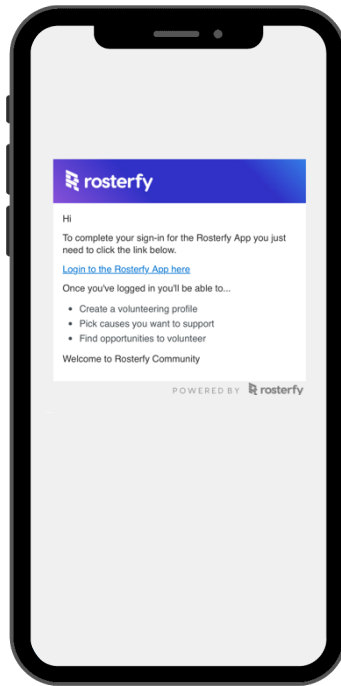 rosterfy
Hi
To complete your sign-in for the Rosterfy App you just
need to click the link below.
Login to the Rosterfy App here
Once you've logged in you'll be able to...
• Create a volunteering profile
• Pick causes you want to support
• Find opportunities to volunteer
Welcome to Rosterfy Community
POWERED BY rosterfy